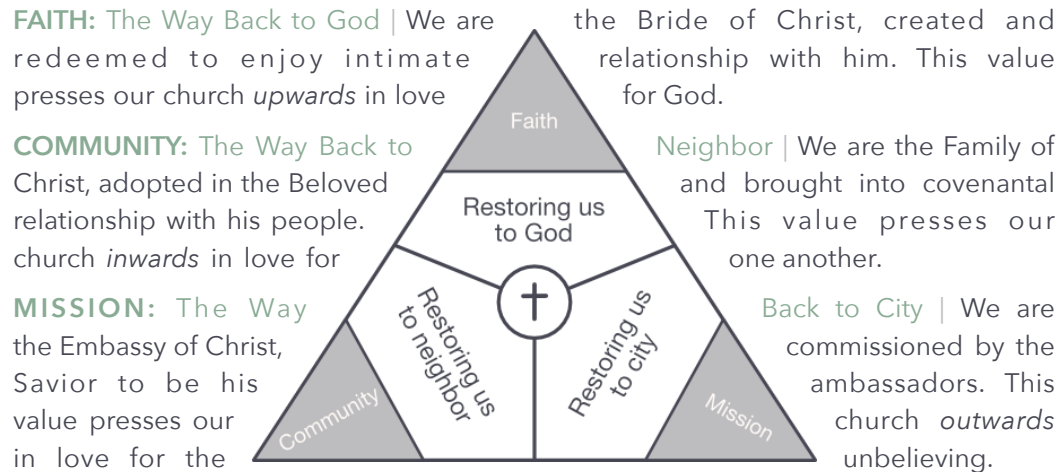 FAITH: The Way Back to God | We are the Bride of Christ, created and
redeemed to enjoy intimate relationship with him. This value
presses our church upwards in love for God.
COMMUNITY: The Way Back to Neighbor | We are the Family of
Christ, adopted in the Beloved and brought into covenantal
relationship with his people. This value presses our
church inwards in love for one another.
MISSION: The Way Back to City | We are
the Embassy of Christ, commissioned by the
Savior to be his ambassadors. This
value presses our church outwards
in love for the unbelieving.
Faith
Restoring us
to God
Restoring us
to neighbor
Restoring us
to city
Community
Mission